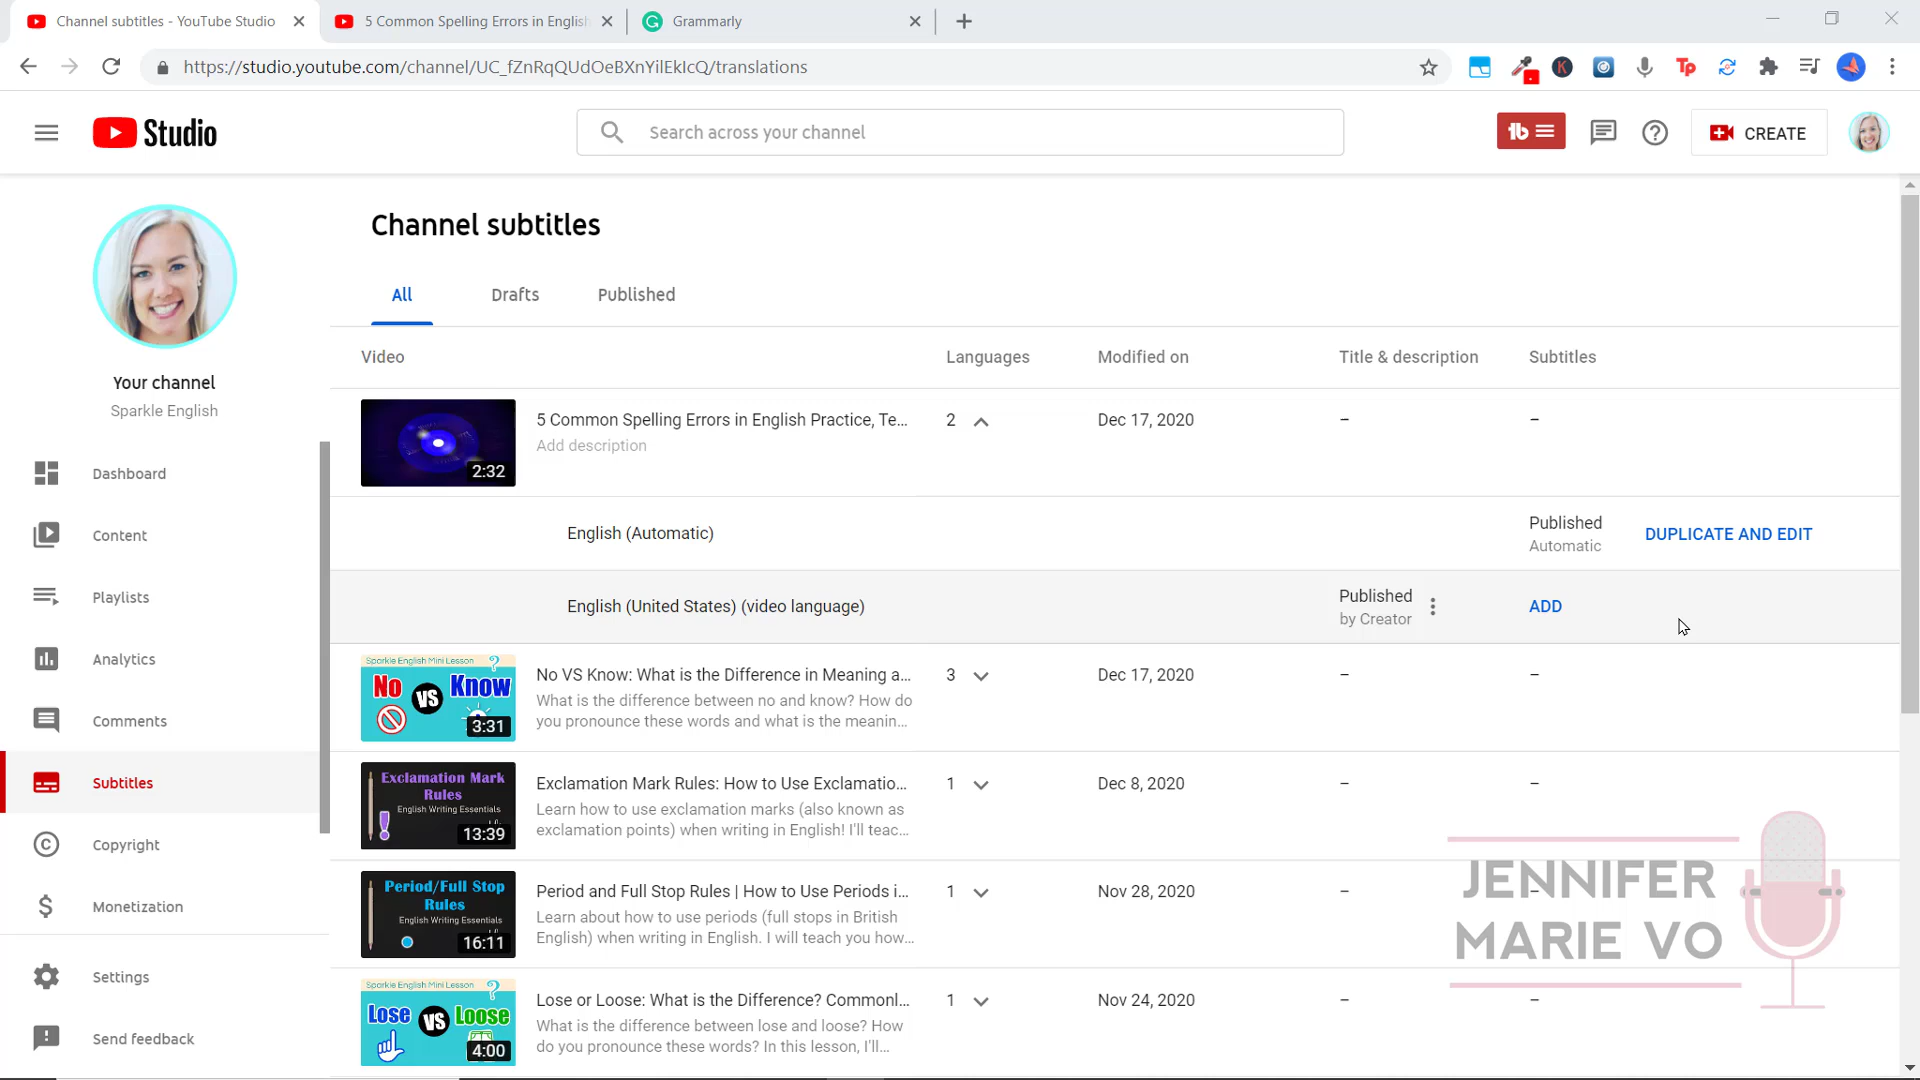 Channel subtitles - YouTube Studio
5 Common Spelling Errors in English
Grammarly
https://studio.youtube.com/channel/UC_fZnRqQUdOeBXnYilEkIcQ/translations
Studio
Search across your channel
CREATE
Your channel
Sparkle English
Dashboard
Content
Playlists
Analytics
Comments
Subtitles
Copyright
Monetization
Settings
Send feedback
Channel subtitles
All Drafts Published
Video Languages Modified on Title & description Subtitles
2:32
5 Common Spelling Errors in English Practice, Te... 2 Dec 17, 2020 – –
Add description
English (Automatic) Published DUPLICATE AND EDIT
Automatic
English (United States) (video language) Published ADD
by Creator
Sparkle English Mini Lesson ?
No VS Know
3:31
No VS Know: What is the Difference in Meaning a... 3 Dec 17, 2020 – –
What is the difference between no and know? How do
you pronounce these words and what is the meanin...
Exclamation Mark
Rules
English Writing Essentials
13:39
Exclamation Mark Rules: How to Use Exclamatio... 1 Dec 8, 2020 – –
Learn how to use exclamation marks (also known as
exclamation points) when writing in English! I'll teac...
Period/Full Stop
Rules
English Writing Essentials
16:11
Period and Full Stop Rules | How to Use Periods i... 1 Nov 28, 2020 – –
Learn about how to use periods (full stops in British
English) when writing in English. I will teach you how...
Sparkle English Mini Lesson ?
Lose VS Loose
4:00
Lose or Loose: What is the Difference? Commonl... 1 Nov 24, 2020 – –
What is the difference between lose and loose? How
do you pronounce these words? In this lesson, I'll...
JENNIFER
MARIE VO